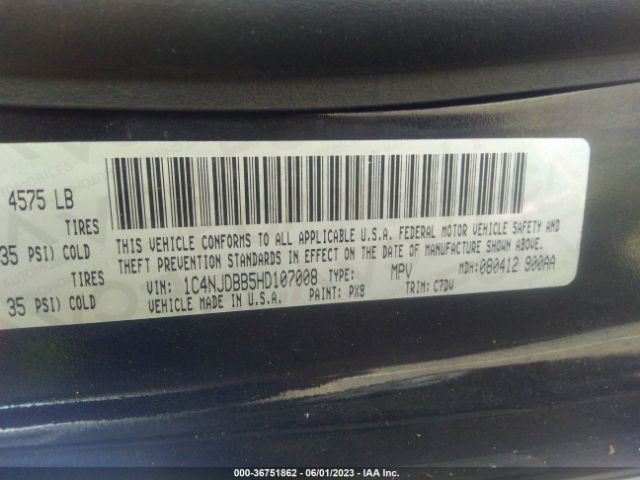 4575 LB
TIRES
35 PSI) COLD
TIRES
35 PSI) COLD
THIS VEHICLE CONFORMS TO ALL APPLICABLE U.S.A. FEDERAL MOTOR VEHICLE SAFETY AND
THEFT PREVENTION STANDARDS IN EFFECT ON THE DATE OF MANUFACTURE SHOWN ABOVE.
VIN: 1C4NJDBB5HD107008 TYPE: MPV MDH:080412 900AA
VEHICLE MADE IN U.S.A. PAINT: PX8 TRIM: C7DV
000-36751862 - 06/01/2023 - IAA Inc.